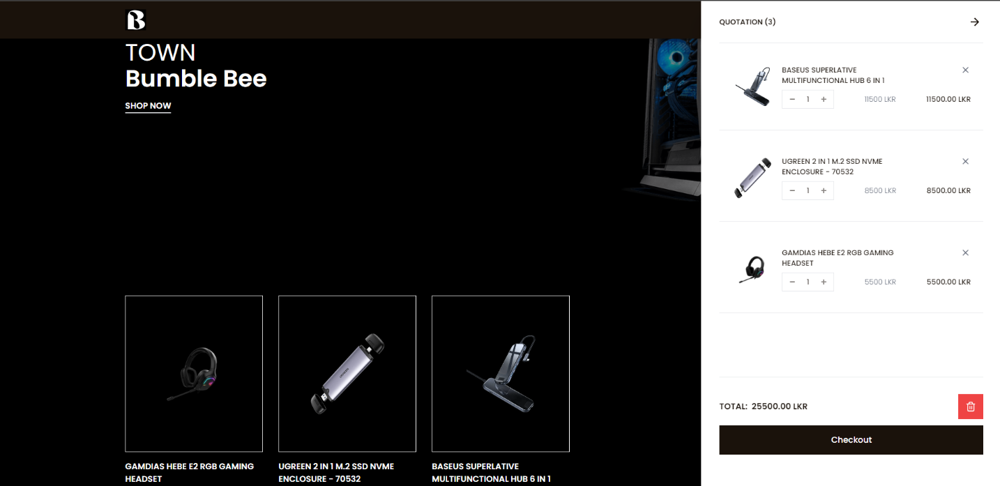 B
TOWN
Bumble Bee
SHOP NOW
GAMDIAS HEBE E2 RGB GAMING
HEADSET
UGREEN 2 IN 1 M.2 SSD NVME
ENCLOSURE - 70532
BASEUS SUPERLATIVE
MULTIFUNCTIONAL HUB 6 IN 1
QUOTATION (3)
BASEUS SUPERLATIVE
MULTIFUNCTIONAL HUB 6 IN 1
− 1 + 11500 LKR 11500.00 LKR
UGREEN 2 IN 1 M.2 SSD NVME
ENCLOSURE - 70532
− 1 + 8500 LKR 8500.00 LKR
GAMDIAS HEBE E2 RGB GAMING
HEADSET
− 1 + 5500 LKR 5500.00 LKR
TOTAL: 25500.00 LKR
Checkout